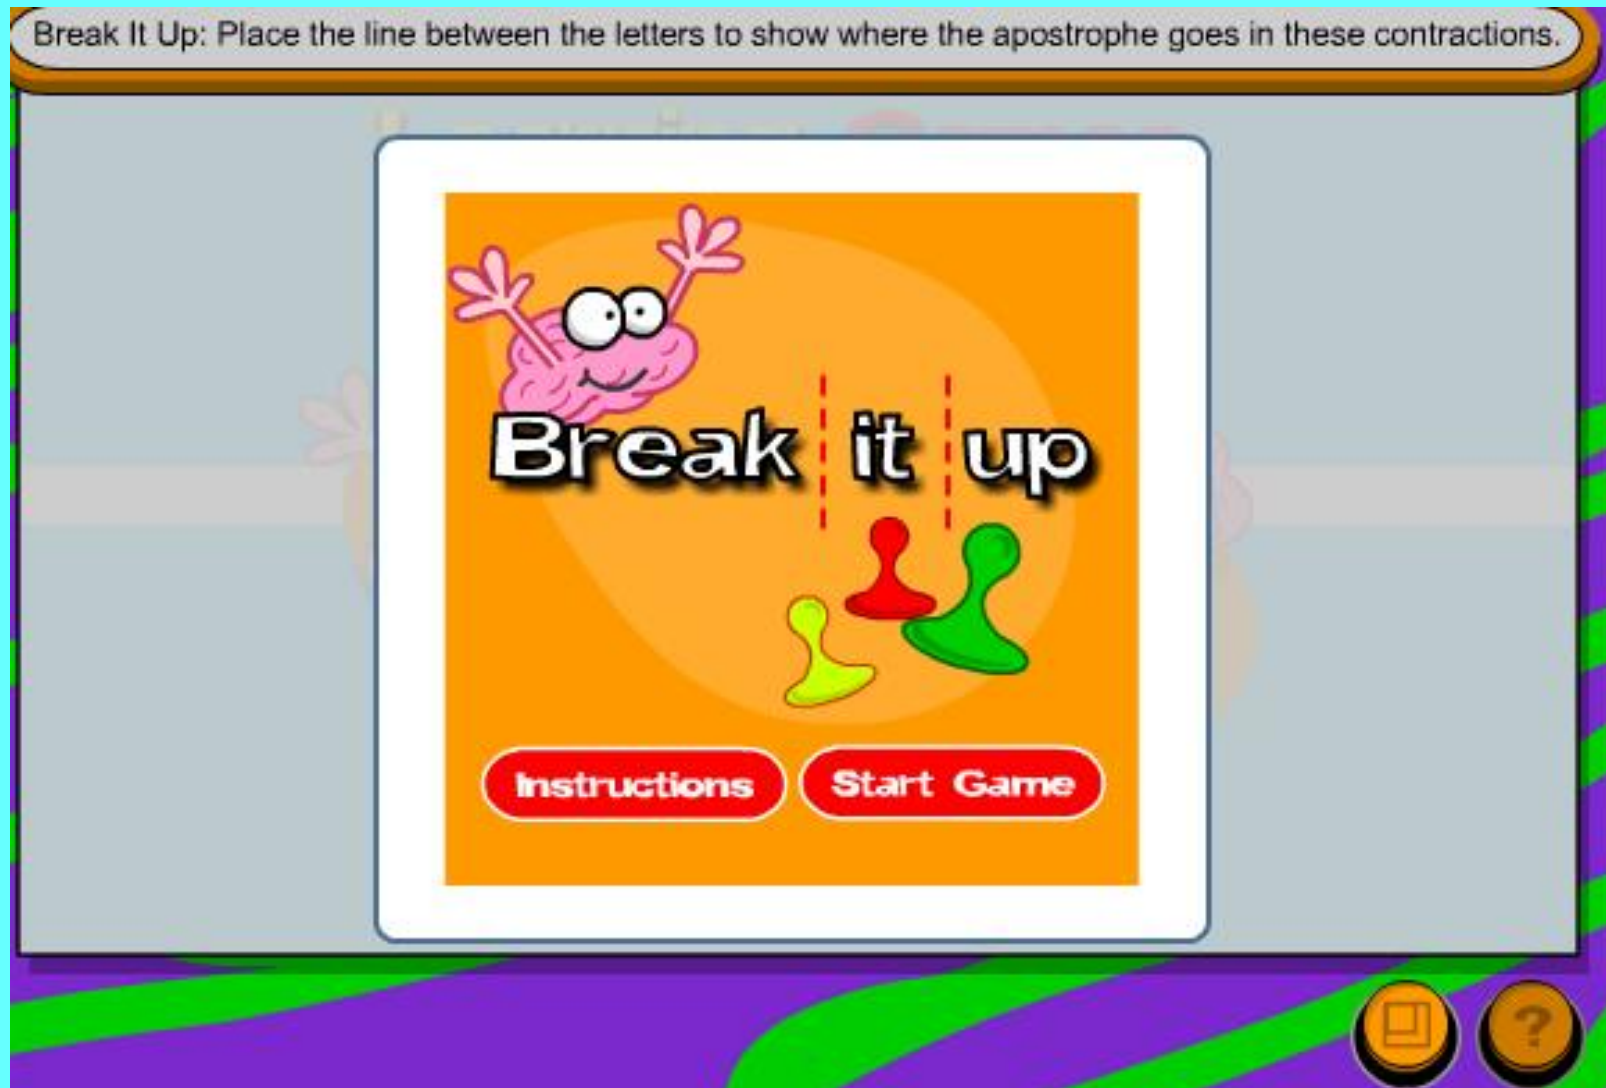 Break It Up: Place the line between the letters to show where the apostrophe goes in these contractions.
Break it up
Instructions Start Game
?